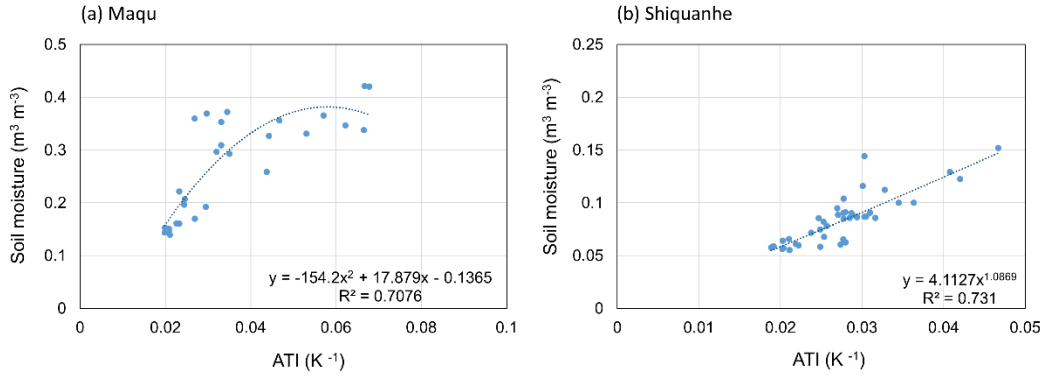 (a) Maqu
Soil moisture (m³ m⁻³)
0.5
0.4
0.3
0.2
0.1
0
y = -154.2x² + 17.879x - 0.1365
R² = 0.7076
0 0.02 0.04 0.06 0.08 0.1
ATI (K ⁻¹)
(b) Shiquanhe
Soil moisture (m³ m⁻³)
0.25
0.2
0.15
0.1
0.05
0
y = 4.1127x¹·⁰⁸⁶⁹
R² = 0.731
0 0.01 0.02 0.03 0.04 0.05
ATI (K ⁻¹)